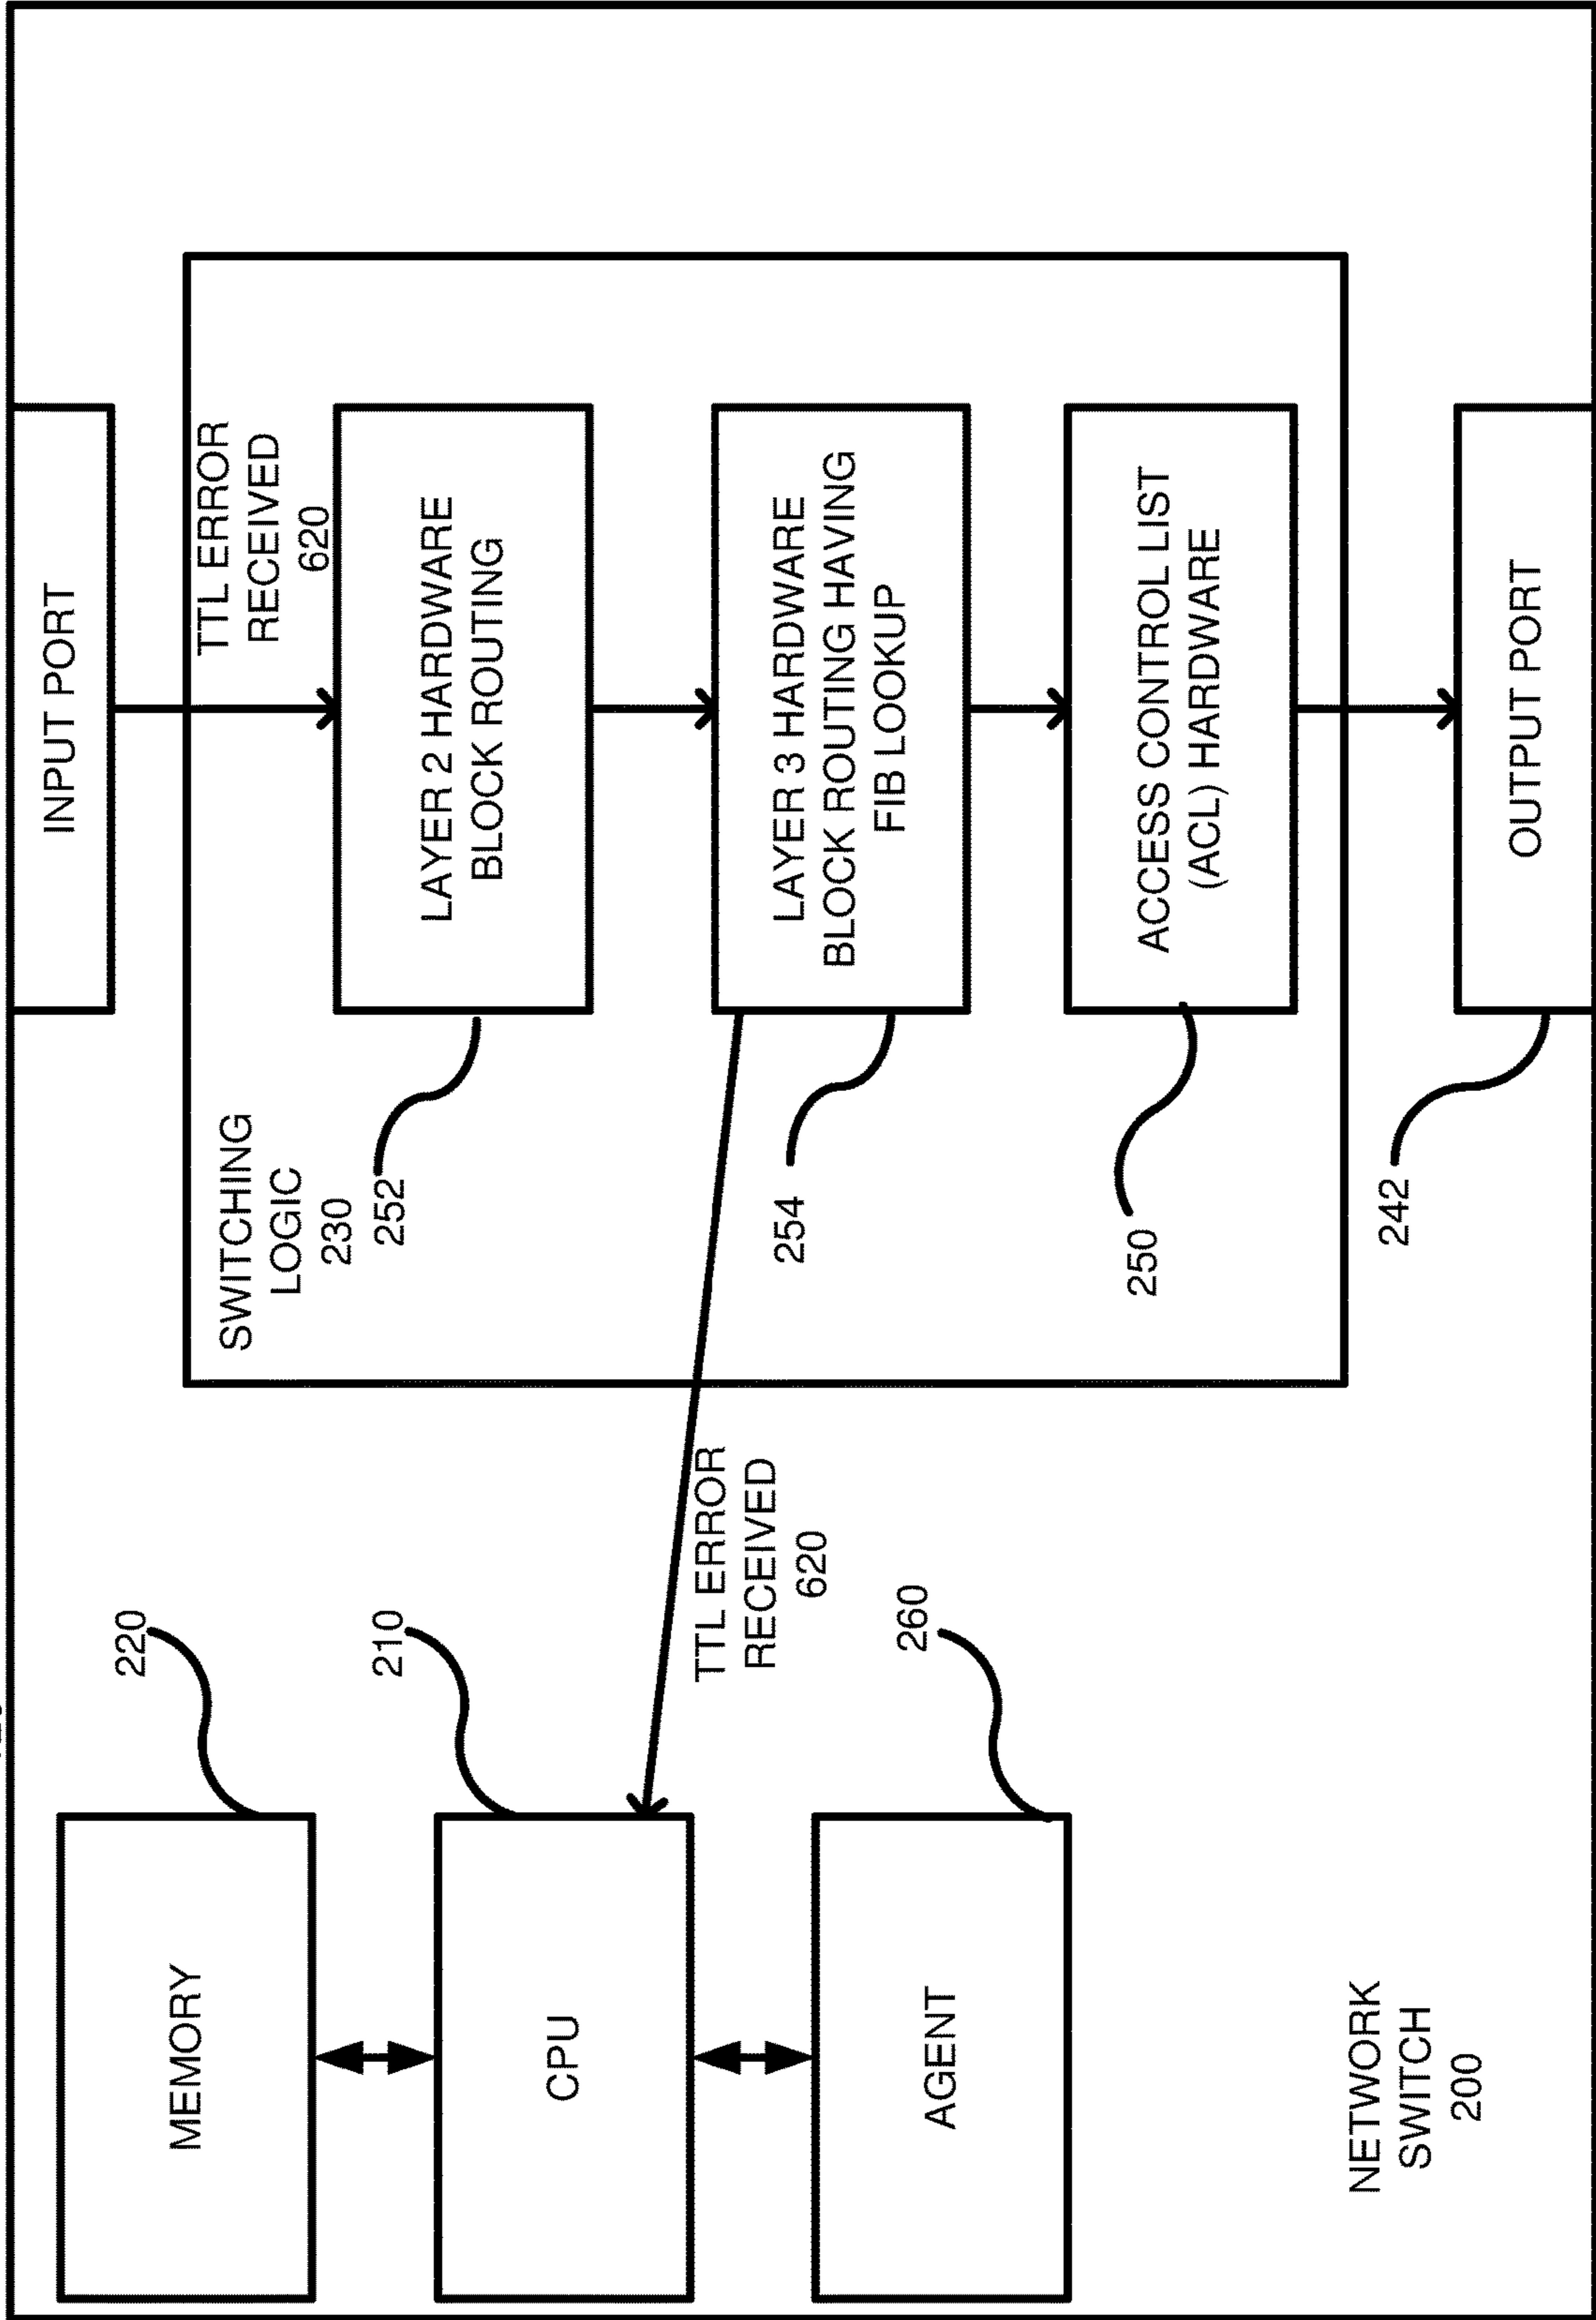 INPUT PORT
MEMORY
220
SWITCHING
LOGIC
230
TTL ERROR
RECEIVED
620
CPU
210
252
LAYER 2 HARDWARE
BLOCK ROUTING
TTL ERROR
RECEIVED
620
254
LAYER 3 HARDWARE
BLOCK ROUTING HAVING
FIB LOOKUP
AGENT
260
250
ACCESS CONTROL LIST
(ACL) HARDWARE
NETWORK
SWITCH
200
242
OUTPUT PORT